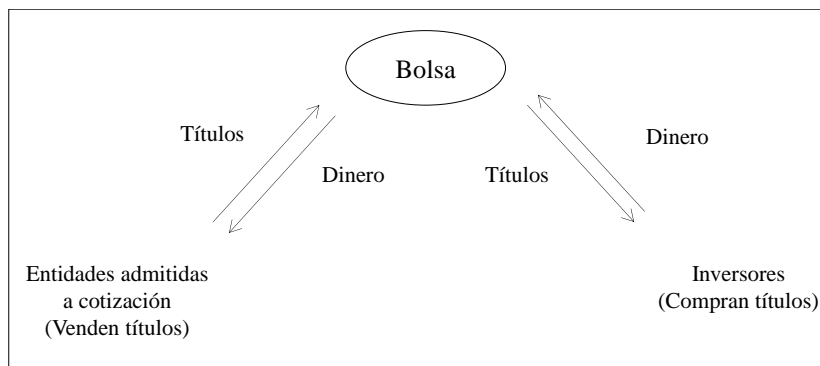 Bolsa
Títulos
Dinero
Dinero
Títulos
Entidades admitidas
a cotización
(Venden títulos)
Inversores
(Compran títulos)